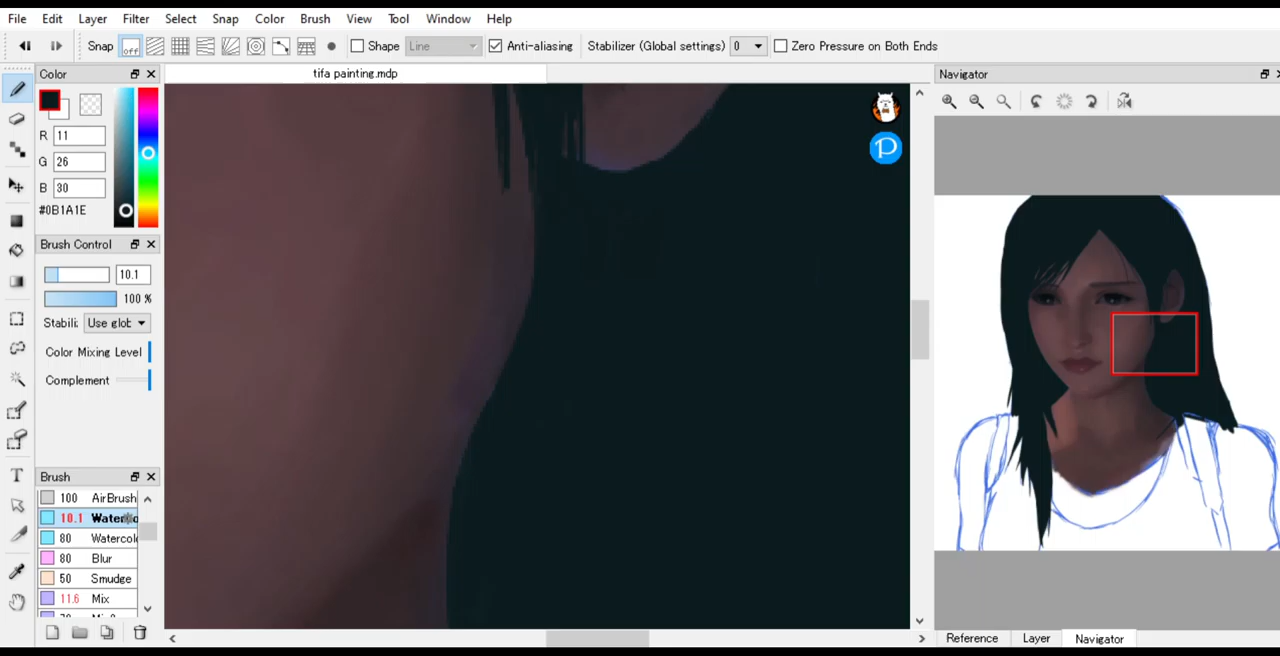 File Edit Layer Filter Select Snap Color Brush View Tool Window Help
Snap off Shape Line Anti-aliasing Stabilizer (Global settings) 0 Zero Pressure on Both Ends
Color
tifa painting.mdp
Navigator
R 11
G 26
B 30
#0B1A1E
Brush Control
10.1
100 %
Stabili: Use glob
Color Mixing Level
Complement
Brush
100 AirBrush
10.1 Waterco
80 Watercol
80 Blur
50 Smudge
11.6 Mix
T
P
Reference Layer Navigator